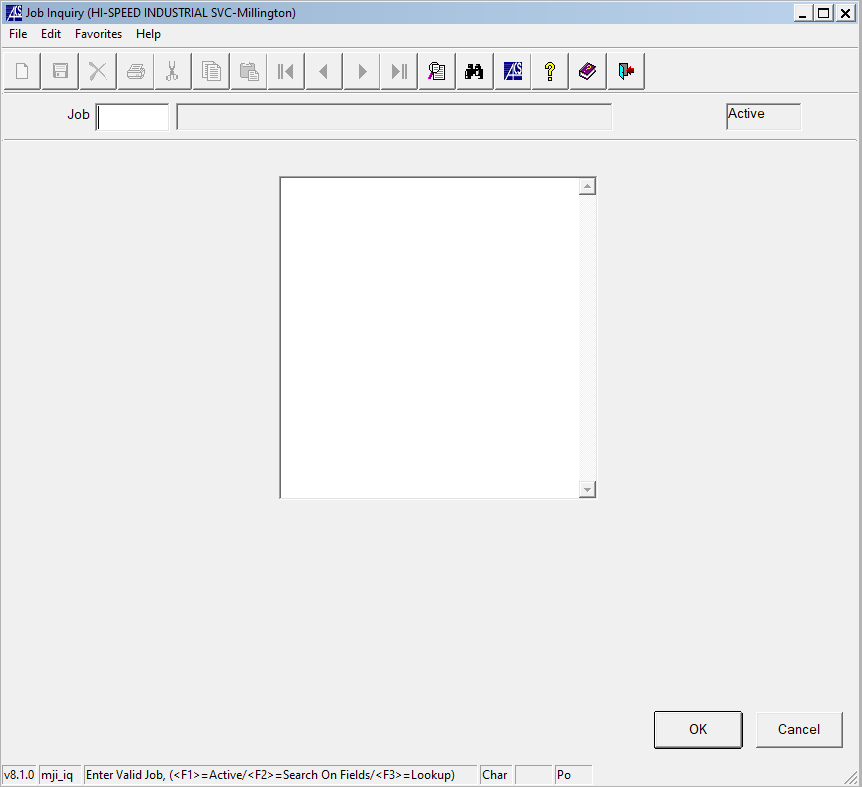 Job Inquiry (HI-SPEED INDUSTRIAL SVC-Millington)
File Edit Favorites Help
Job Active
OK Cancel
v8.1.0 mji_iq Enter Valid Job, (<F1>=Active/<F2>=Search On Fields/<F3>=Lookup) Char Po